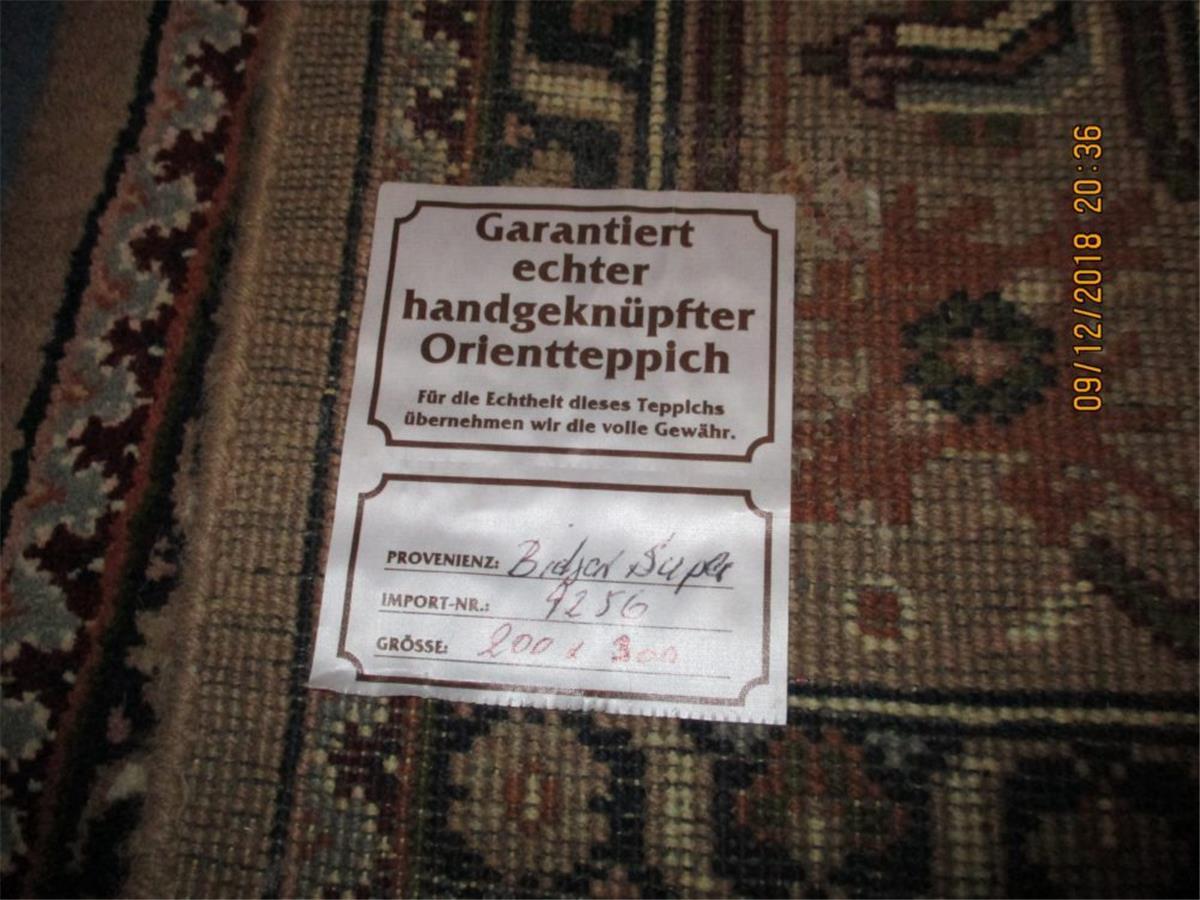 Garantiert
echter
handgeknüpfter
Orientteppich
Für die Echtheit dieses Teppichs
übernehmen wir die volle Gewähr.
PROVENIENZ: Bidjar Super
IMPORT-NR.: 9256
GRÖSSE: 200 x 300
09/12/2018 20:36